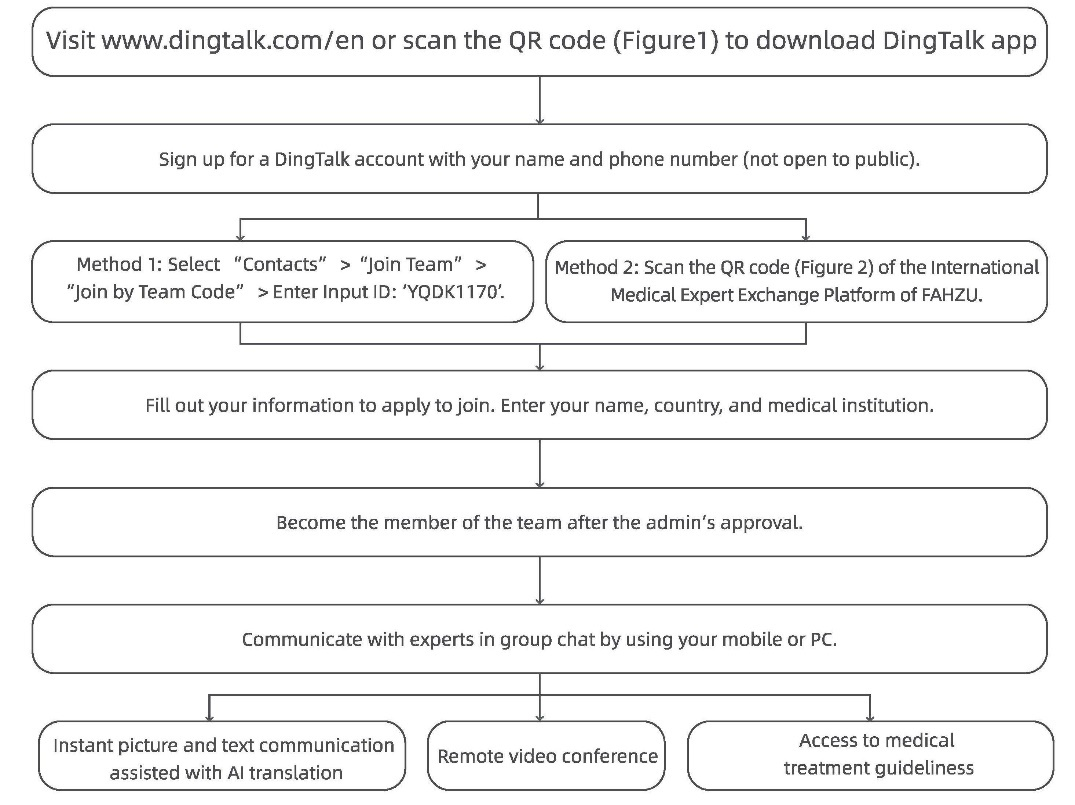 Visit www.dingtalk.com/en or scan the QR code (Figure1) to download DingTalk app
Sign up for a DingTalk account with your name and phone number (not open to public).
Method 1: Select “Contacts” > “Join Team” >
“Join by Team Code” > Enter Input ID: ‘YQDK1170’.
Method 2: Scan the QR code (Figure 2) of the International
Medical Expert Exchange Platform of FAHZU.
Fill out your information to apply to join. Enter your name, country, and medical institution.
Become the member of the team after the admin’s approval.
Communicate with experts in group chat by using your mobile or PC.
Instant picture and text communication
assisted with AI translation
Remote video conference
Access to medical
treatment guideliness